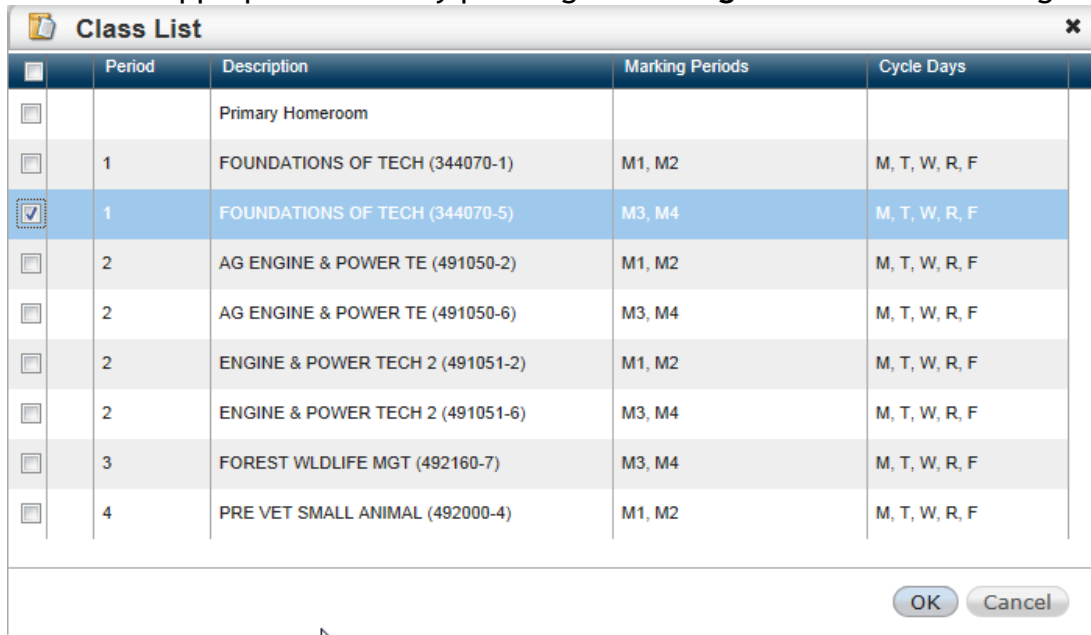 Class List
Period Description Marking Periods Cycle Days
Primary Homeroom
1 FOUNDATIONS OF TECH (344070-1) M1, M2 M, T, W, R, F
1 FOUNDATIONS OF TECH (344070-5) M3, M4 M, T, W, R, F
2 AG ENGINE & POWER TE (491050-2) M1, M2 M, T, W, R, F
2 AG ENGINE & POWER TE (491050-6) M3, M4 M, T, W, R, F
2 ENGINE & POWER TECH 2 (491051-2) M1, M2 M, T, W, R, F
2 ENGINE & POWER TECH 2 (491051-6) M3, M4 M, T, W, R, F
3 FOREST WLDLIFE MGT (492160-7) M3, M4 M, T, W, R, F
4 PRE VET SMALL ANIMAL (492000-4) M1, M2 M, T, W, R, F
OK Cancel